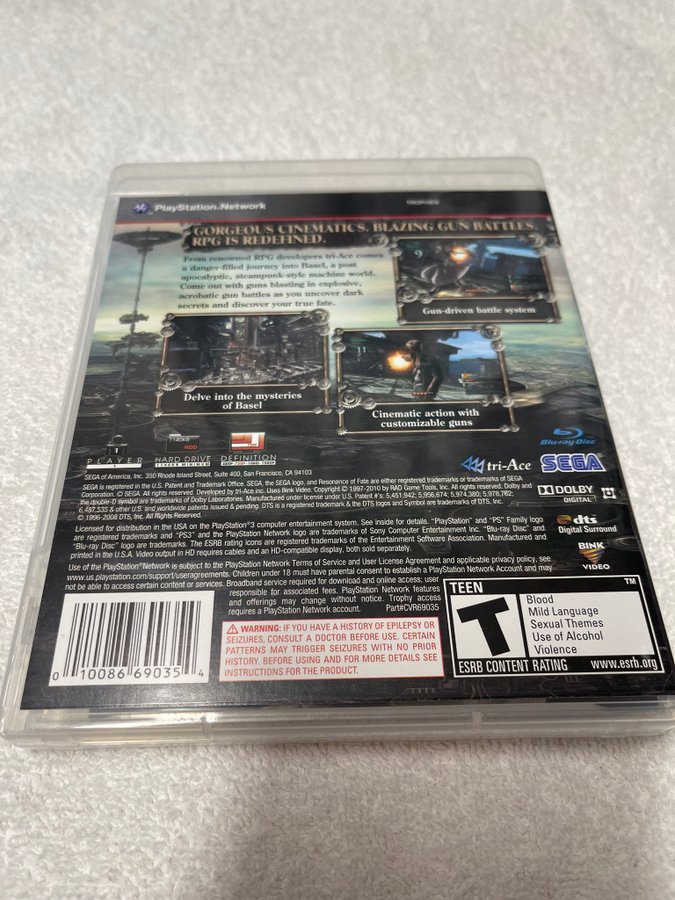 PlayStation®Network
TROPHIES
GORGEOUS CINEMATICS. BLAZING GUN BATTLES.
RPG IS REDEFINED.
From renowned RPG developers tri-Ace comes
a danger-filled journey into Basel, a post
apocalyptic, steampunk-style machine world.
Come out with guns blasting in explosive,
acrobatic gun battles as you uncover dark
secrets and discover your true fate.
Gun-driven battle system
Delve into the mysteries
of Basel
Cinematic action with
customizable guns
1
PLAYER
HDD
HARD DRIVE
DEFINITION
Blu-ray Disc
tri-Ace
SEGA
SEGA of America, Inc. 350 Rhode Island Street, Suite 400, San Francisco, CA 94103
SEGA is registered in the U.S. Patent and Trademark Office. SEGA, the SEGA logo, and Resonance of Fate are either registered trademarks or trademarks of SEGA
Corporation. © SEGA. All rights reserved. Developed by tri-Ace inc. Uses Bink Video. Copyright © 1997-2010 by RAD Game Tools, Inc. All rights reserved. Dolby and
the double-D symbol are trademarks of Dolby Laboratories. Manufactured under license under U.S. Patent #'s: 5,451,942; 5,956,674; 5,974,380; 5,978,762;
6,487,535 & other U.S. and worldwide patents issued & pending. DTS is a registered trademark & the DTS logos and Symbol are trademarks of DTS, Inc.
© 1996-2008 DTS, Inc. All Rights Reserved.
DOLBY
DIGITAL
Licensed for distribution in the USA on the PlayStation®3 computer entertainment system. See inside for details. "PlayStation" and "PS" Family logo
are registered trademarks and "PS3" and the PlayStation Network logo are trademarks of Sony Computer Entertainment Inc. "Blu-ray Disc" and
"Blu-ray Disc" logo are trademarks. The ESRB rating icons are registered trademarks of the Entertainment Software Association. Manufactured and
printed in the U.S.A. Video output in HD requires cables and an HD-compatible display, both sold separately.
dts
Digital Surround
BINK
VIDEO
Use of the PlayStation®Network is subject to the PlayStation Network Terms of Service and User License Agreement and applicable privacy policy, see
www.us.playstation.com/support/useragreements. Children under 18 must have parental consent to establish a PlayStation Network Account and may
not be able to access certain content or services. Broadband service required for download and online access: user
responsible for associated fees. PlayStation Network features
and offerings may change without notice. Trophy access
requires a PlayStation Network account. Part#CVR69035
0 10086 69035 4
WARNING: IF YOU HAVE A HISTORY OF EPILEPSY OR
SEIZURES, CONSULT A DOCTOR BEFORE USE. CERTAIN
PATTERNS MAY TRIGGER SEIZURES WITH NO PRIOR
HISTORY. BEFORE USING AND FOR MORE DETAILS SEE
INSTRUCTIONS FOR THE PRODUCT.
TEEN
TM
T
Blood
Mild Language
Sexual Themes
Use of Alcohol
Violence
ESRB CONTENT RATING www.esrb.org